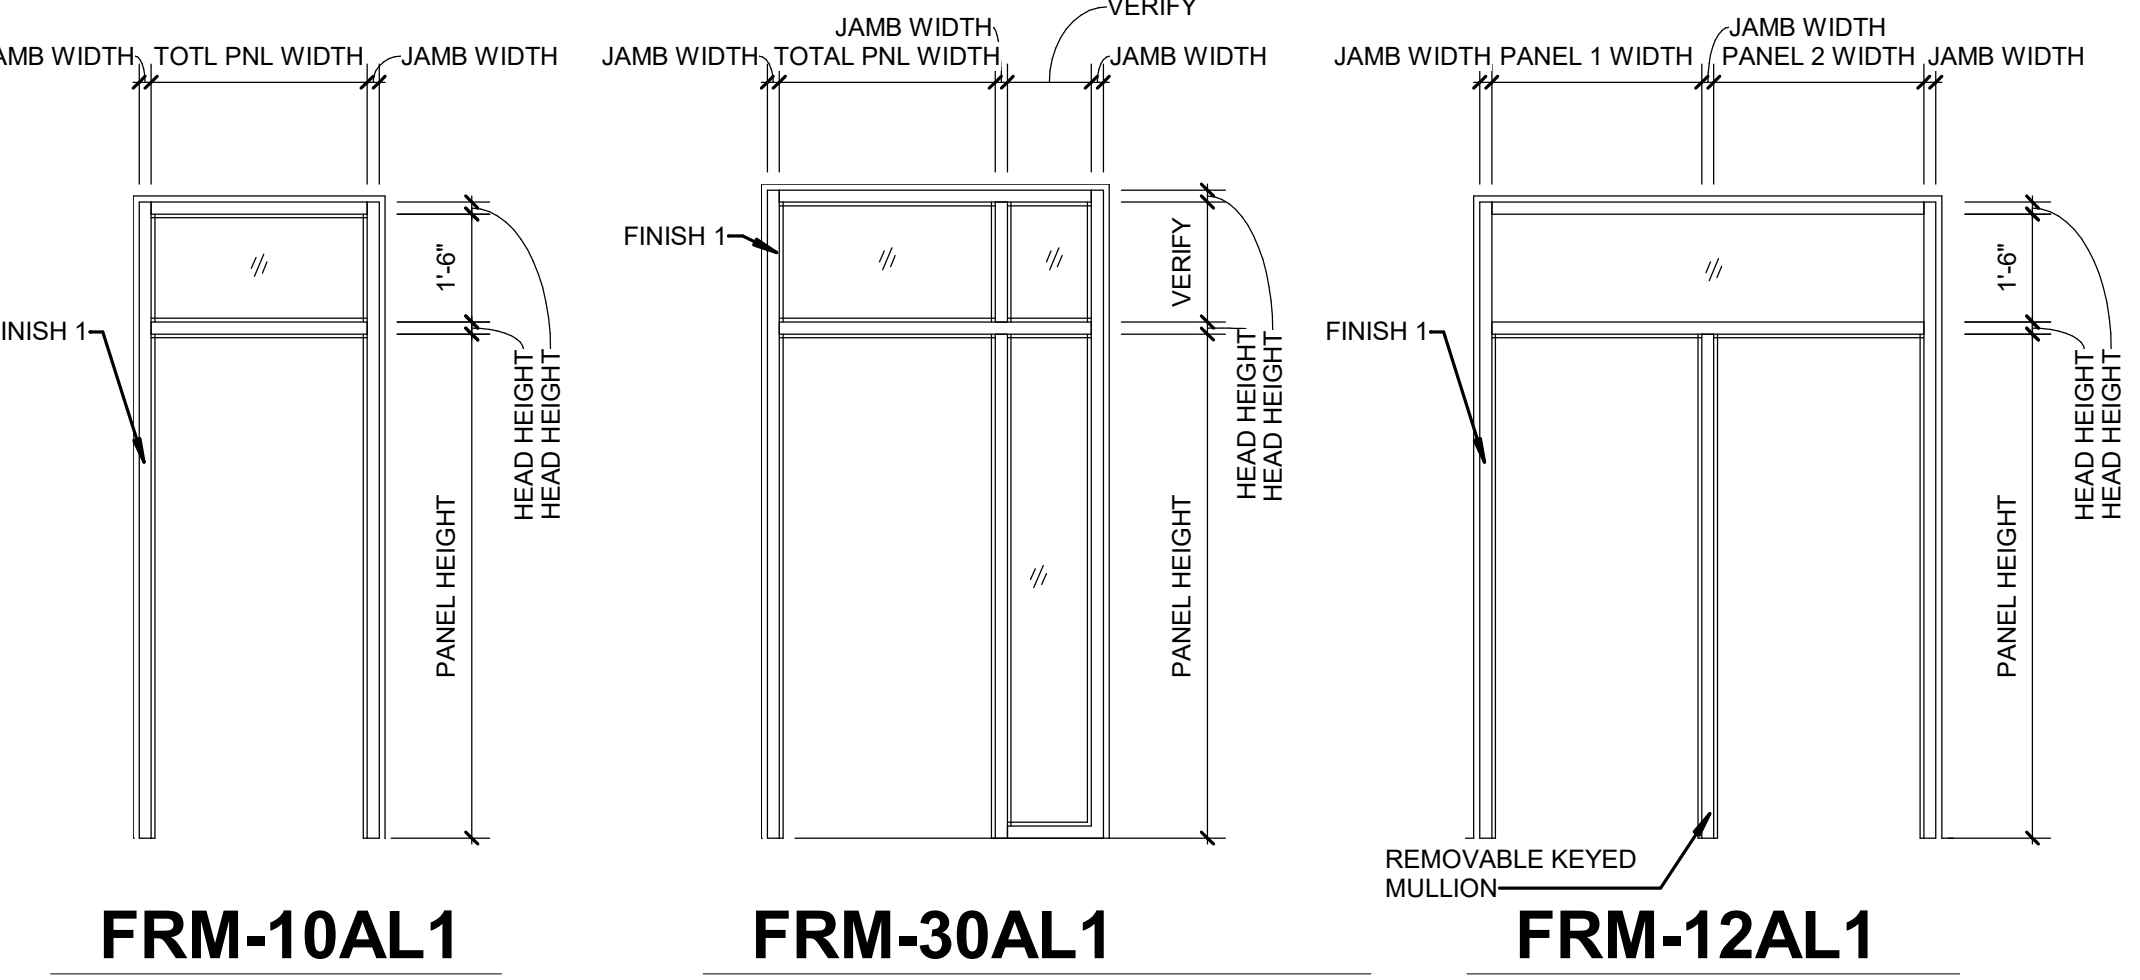 AMB WIDTH
TOTL PNL WIDTH
JAMB WIDTH
1'-6"
HEAD HEIGHT
HEAD HEIGHT
INISH 1
PANEL HEIGHT
FRM-10AL1
VERIFY
JAMB WIDTH
JAMB WIDTH
TOTAL PNL WIDTH
JAMB WIDTH
FINISH 1
VERIFY
HEAD HEIGHT
HEAD HEIGHT
PANEL HEIGHT
FRM-30AL1
JAMB WIDTH
JAMB WIDTH
PANEL 1 WIDTH
PANEL 2 WIDTH
JAMB WIDTH
1'-6"
FINISH 1
HEAD HEIGHT
HEAD HEIGHT
PANEL HEIGHT
REMOVABLE KEYED
MULLION
FRM-12AL1